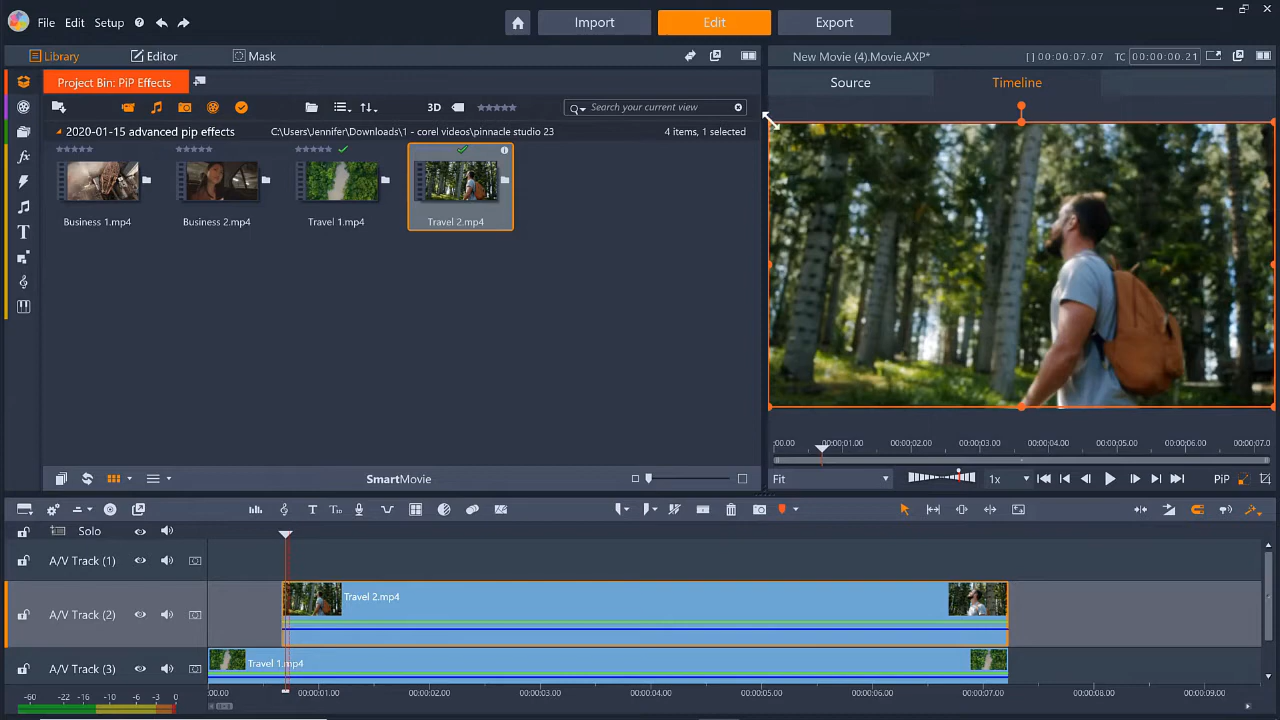 File Edit Setup
Import Edit Export
Library Editor Mask
New Movie (4).Movie.AXP* [] 00:00:07.07 TC 00:00:00.21
Project Bin: PiP Effects
Source Timeline
3D Search your current view
2020-01-15 advanced pip effects C:\Users\Jennifer\Downloads\1 - corel videos\pinnacle studio 23 4 items, 1 selected
Business 1.mp4 Business 2.mp4 Travel 1.mp4 Travel 2.mp4
:00.00 00:00:01.00 00:00:02.00 00:00:03.00 00:00:04.00 00:00:05.00 00:00:06.00 00:00:07.0
SmartMovie
Fit 1x PiP
Solo
A/V Track (1)
A/V Track (2) Travel 2.mp4
A/V Track (3) Travel 1.mp4
-60 -22 -16 -10 -6 -3 0
:00.00 00:00:01.00 00:00:02.00 00:00:03.00 00:00:04.00 00:00:05.00 00:00:06.00 00:00:07.00 00:00:08.00 00:00:09.00